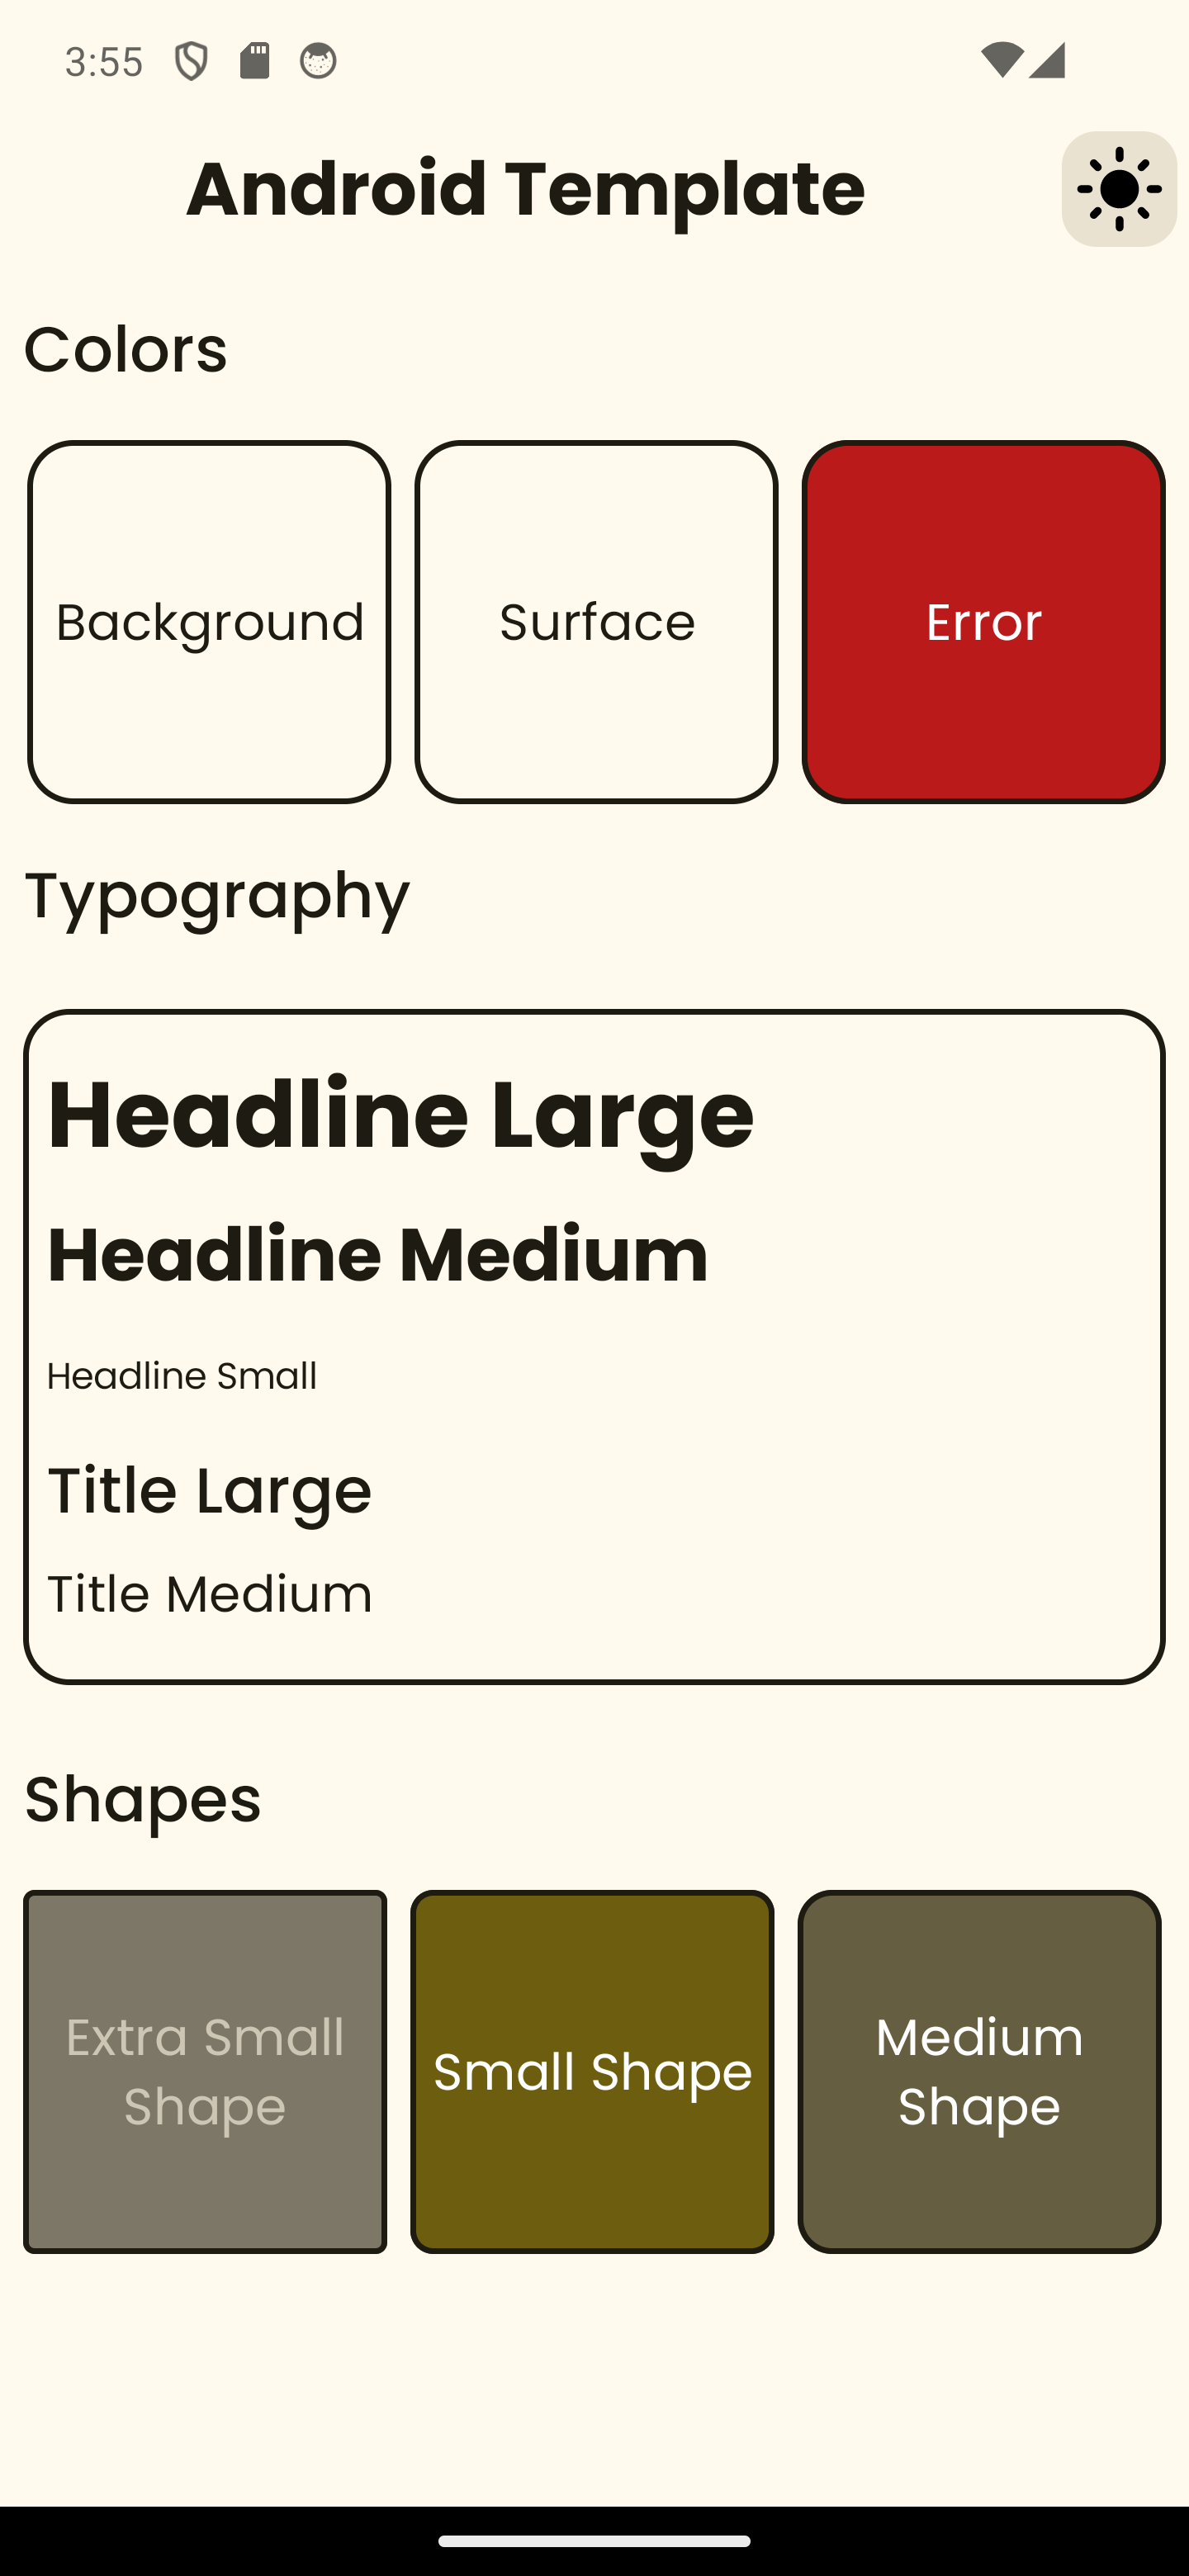 3:55
Android Template
Colors
Background
Surface
Error
Typography
Headline Large
Headline Medium
Headline Small
Title Large
Title Medium
Shapes
Extra Small
Shape
Small Shape
Medium
Shape